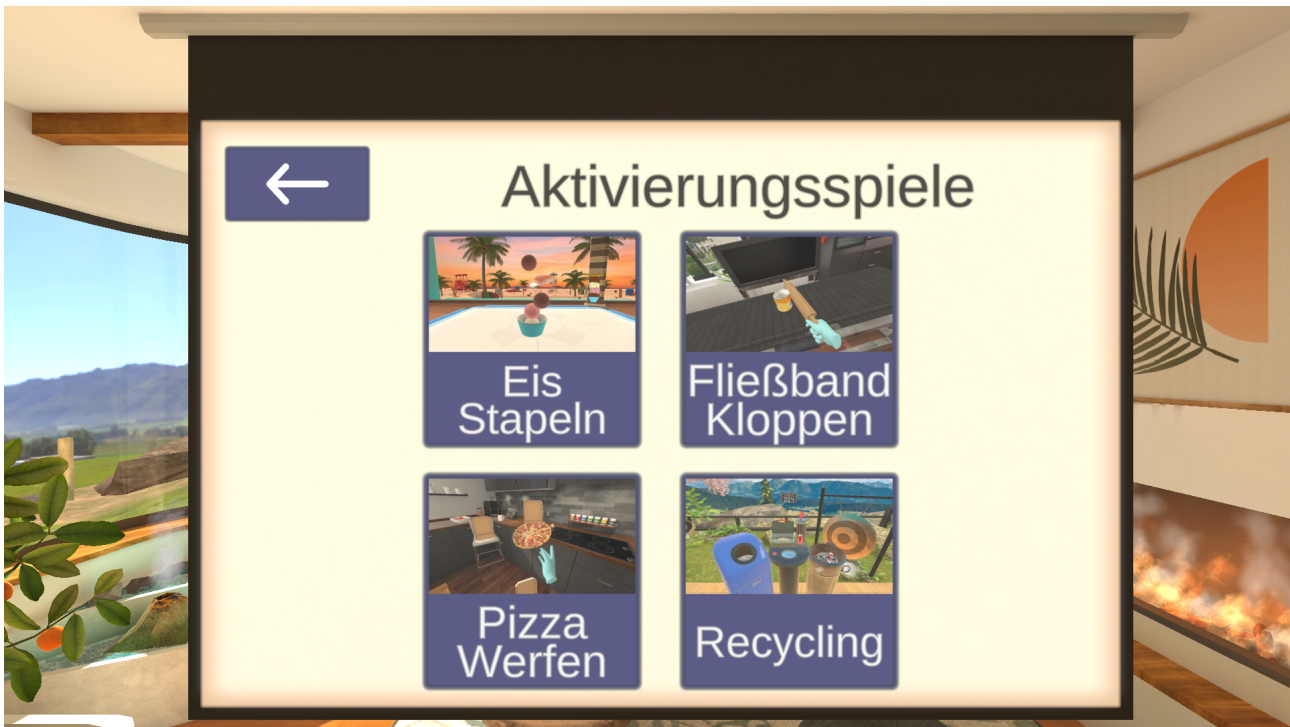 Aktivierungsspiele
Eis
Stapeln
Fließband
Kloppen
Pizza
Werfen
Recycling